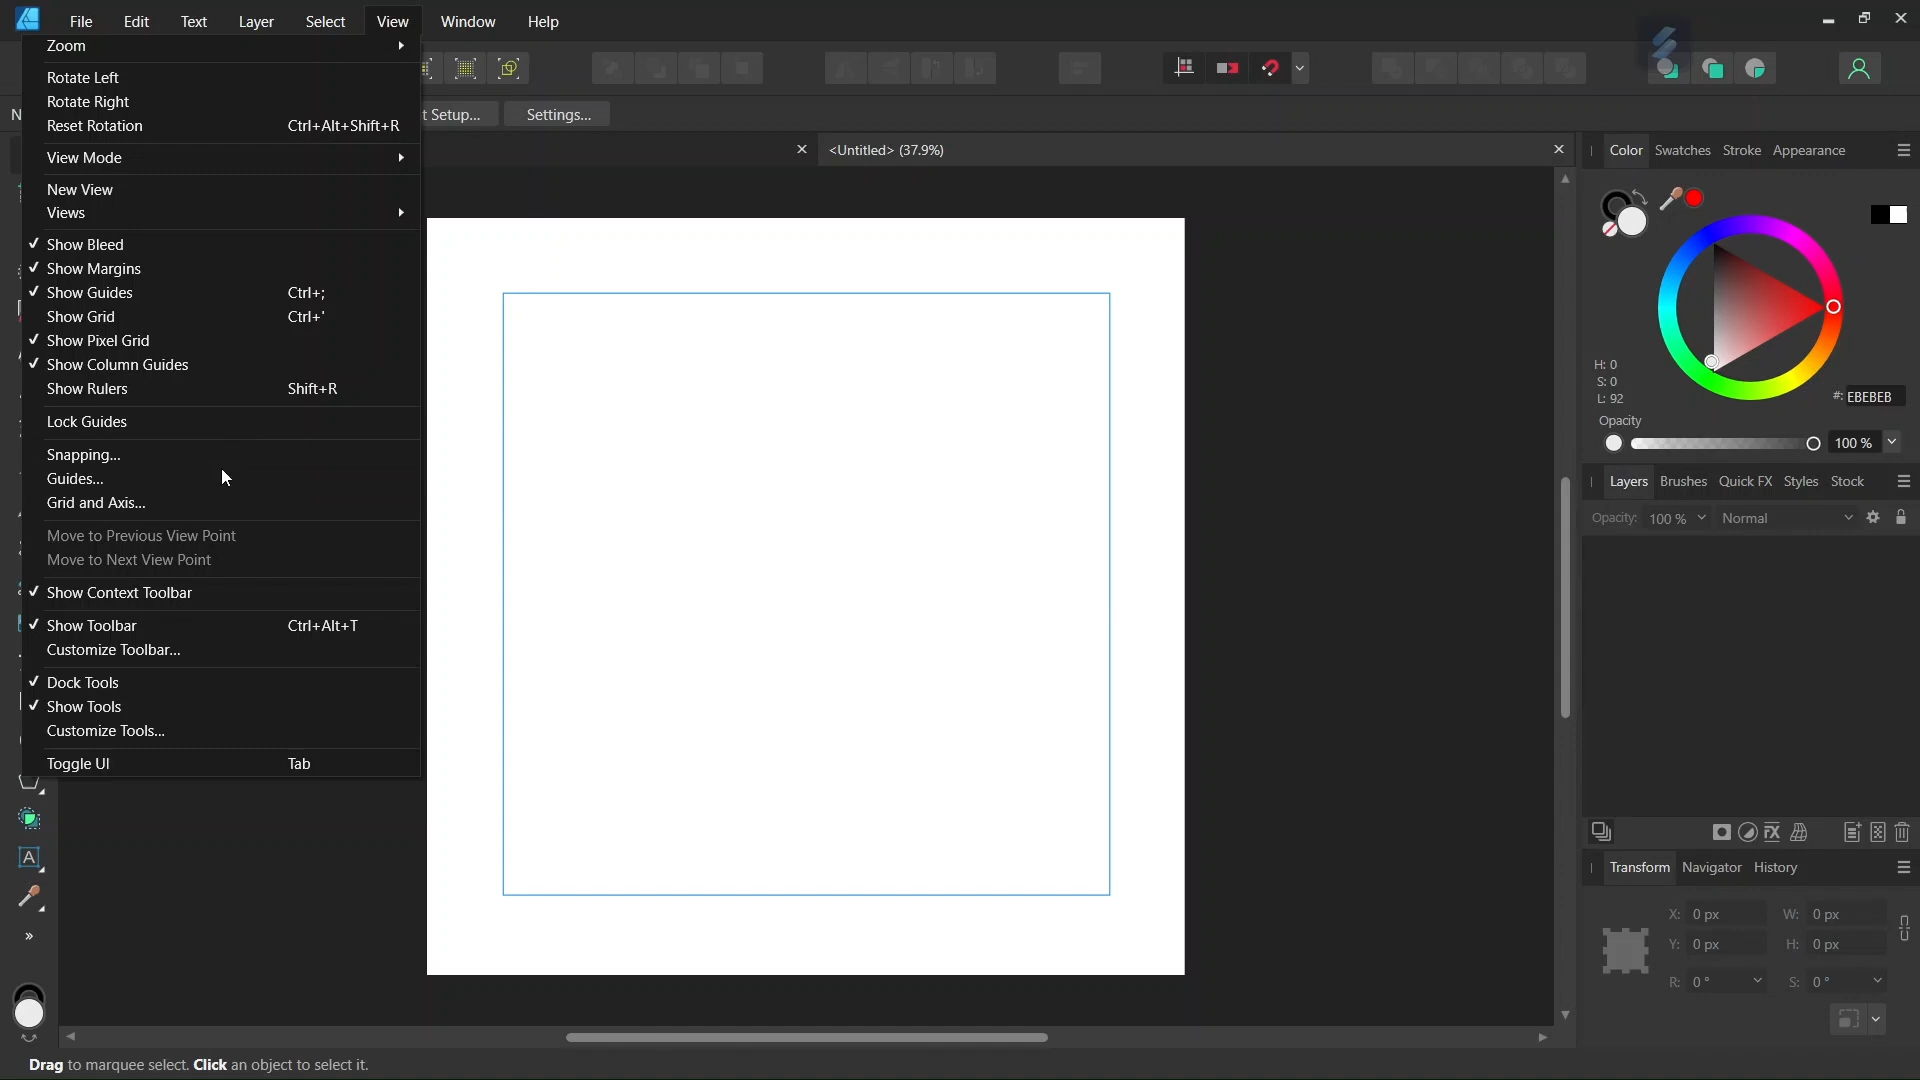 File Edit Text Layer Select View Window Help
Zoom
Rotate Left
Rotate Right
Reset Rotation Ctrl+Alt+Shift+R
View Mode
New View
Views
Show Bleed
Show Margins
Show Guides Ctrl+;
Show Grid Ctrl+'
Show Pixel Grid
Show Column Guides
Show Rulers Shift+R
Lock Guides
Snapping...
Guides...
Grid and Axis...
Move to Previous View Point
Move to Next View Point
Show Context Toolbar
Show Toolbar Ctrl+Alt+T
Customize Toolbar...
Dock Tools
Show Tools
Customize Tools...
Toggle UI Tab
N
t Setup... Settings...
<Untitled> (37.9%)
Color Swatches Stroke Appearance
H: 0
S: 0
L: 92
#: EBEBEB
Opacity
100 %
Layers Brushes Quick FX Styles Stock
Opacity: 100 % Normal
Transform Navigator History
X: 0 px W: 0 px
Y: 0 px H: 0 px
R: 0 ° S: 0 °
Drag to marquee select. Click an object to select it.